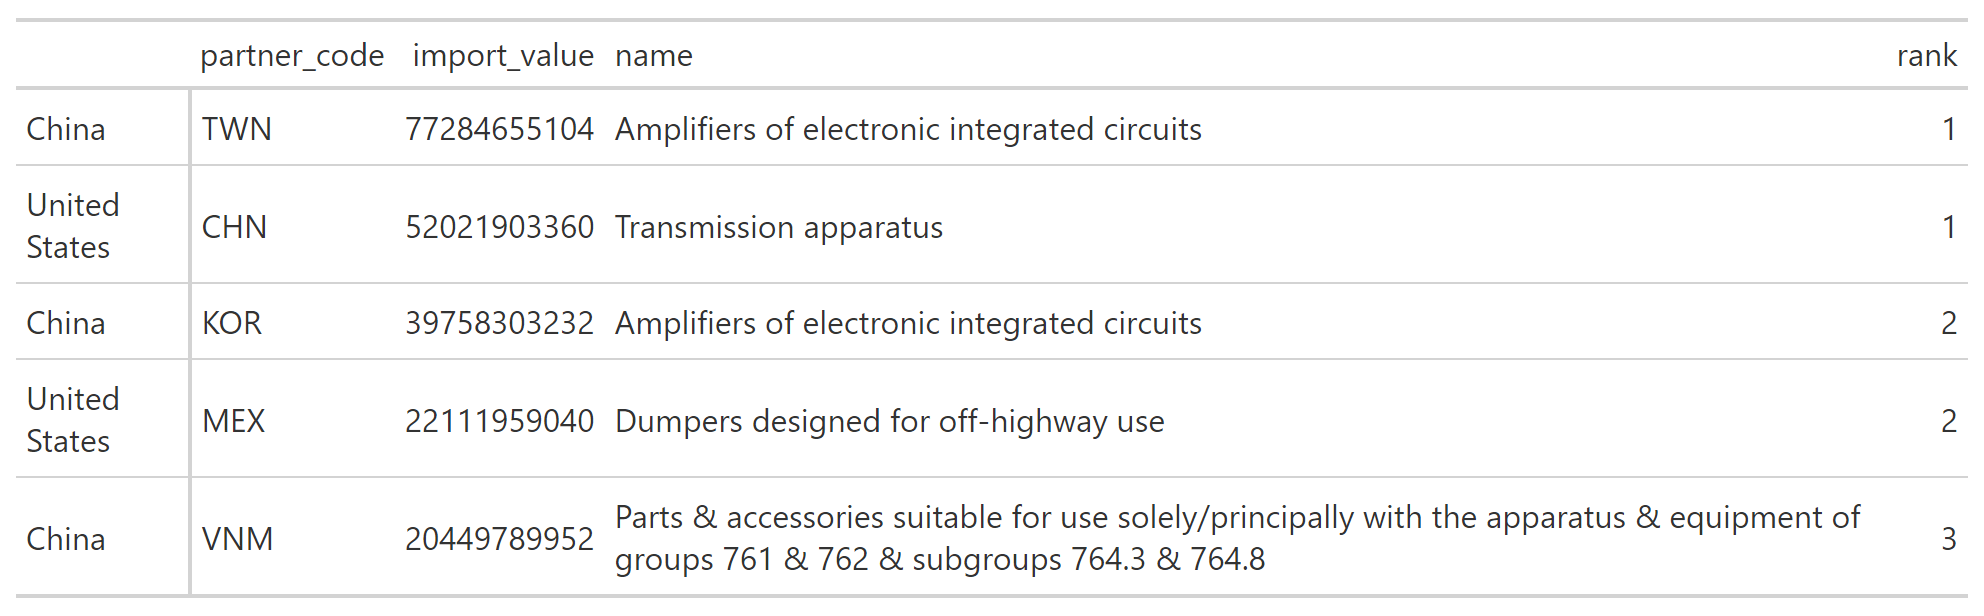 partner_code import_value name rank
China TWN 77284655104 Amplifiers of electronic integrated circuits 1
United States CHN 52021903360 Transmission apparatus 1
China KOR 39758303232 Amplifiers of electronic integrated circuits 2
United States MEX 22111959040 Dumpers designed for off-highway use 2
China VNM 20449789952 Parts & accessories suitable for use solely/principally with the apparatus & equipment of
groups 761 & 762 & subgroups 764.3 & 764.8 3